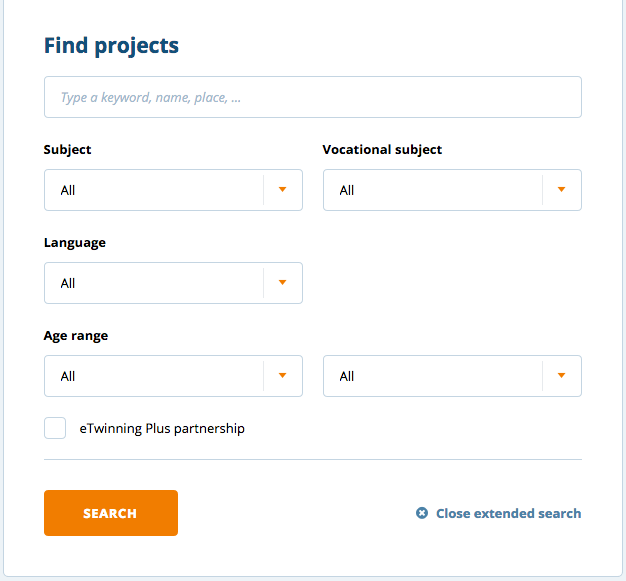 Find projects
Type a keyword, name, place, ...
Subject
Vocational subject
All
All
Language
All
Age range
All
All
eTwinning Plus partnership
SEARCH
Close extended search